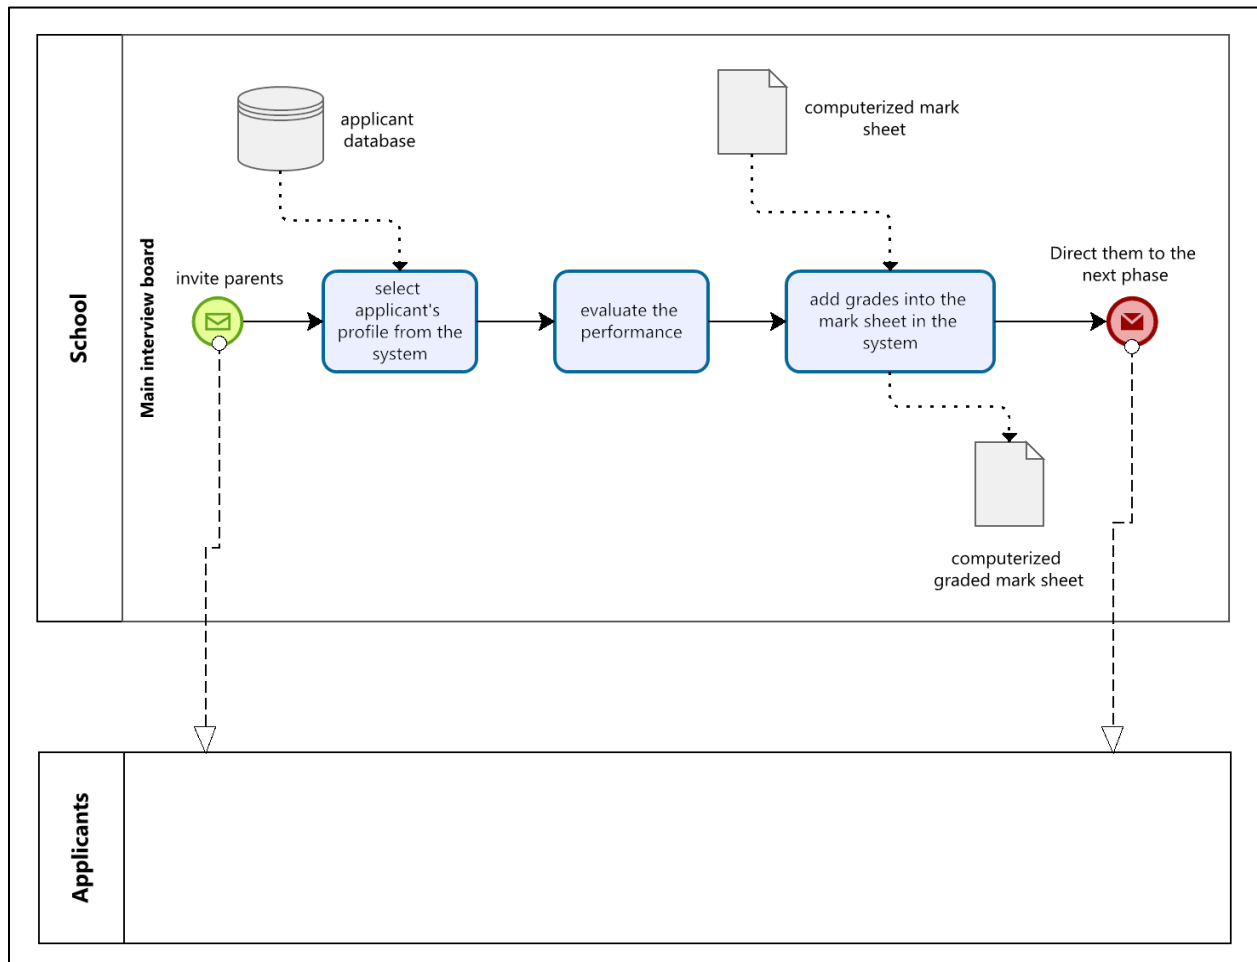 School
Main interview board
applicant
database
computerized mark
sheet
invite parents
select
applicant's
profile from the
system
evaluate the
performance
add grades into the
mark sheet in the
system
Direct them to the
next phase
computerized
graded mark sheet
Applicants